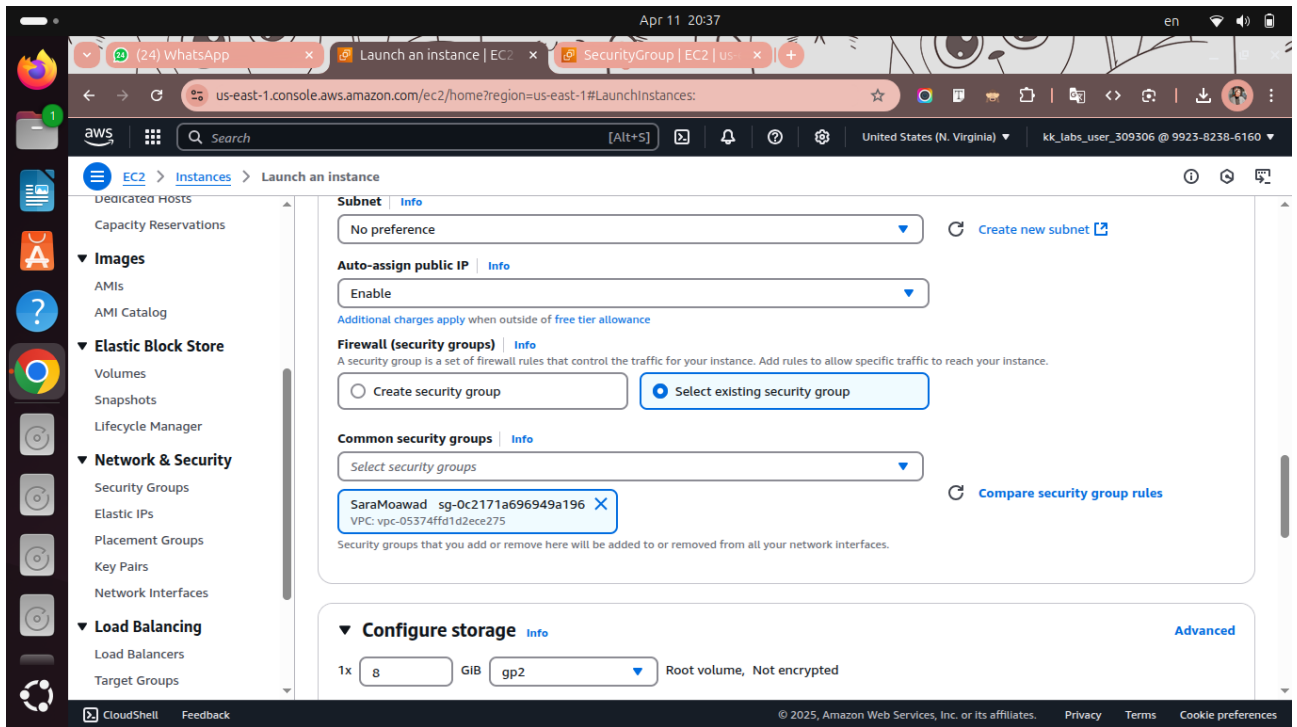 Apr 11 20:37
en
(24) WhatsApp
Launch an instance | EC2
SecurityGroup | EC2 | us-
us-east-1.console.aws.amazon.com/ec2/home?region=us-east-1#LaunchInstances:
aws
Search
[Alt+S]
United States (N. Virginia)
kk_labs_user_309306 @ 9923-8238-6160
EC2 > Instances > Launch an instance
Dedicated Hosts
Capacity Reservations
Images
AMIs
AMI Catalog
Elastic Block Store
Volumes
Snapshots
Lifecycle Manager
Network & Security
Security Groups
Elastic IPs
Placement Groups
Key Pairs
Network Interfaces
Load Balancing
Load Balancers
Target Groups
Subnet | Info
No preference
Create new subnet
Auto-assign public IP | Info
Enable
Additional charges apply when outside of free tier allowance
Firewall (security groups) | Info
A security group is a set of firewall rules that control the traffic for your instance. Add rules to allow specific traffic to reach your instance.
Create security group
Select existing security group
Common security groups | Info
Select security groups
SaraMoawad sg-0c2171a696949a196
VPC: vpc-05374ffd1d2ece275
Compare security group rules
Security groups that you add or remove here will be added to or removed from all your network interfaces.
Configure storage Info
Advanced
1x 8 GiB gp2 Root volume, Not encrypted
CloudShell Feedback
© 2025, Amazon Web Services, Inc. or its affiliates. Privacy Terms Cookie preferences